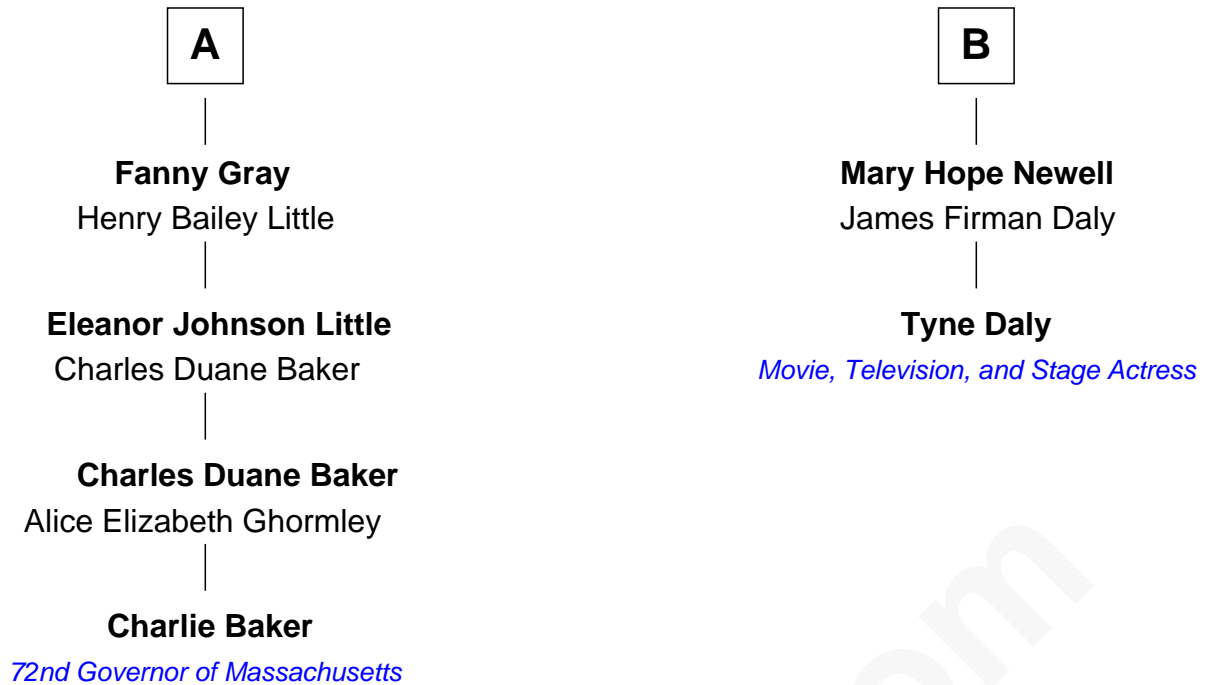 A
Fanny Gray
Henry Bailey Little
Eleanor Johnson Little
Charles Duane Baker
Charles Duane Baker
Alice Elizabeth Ghormley
Charlie Baker
72nd Governor of Massachusetts
B
Mary Hope Newell
James Firman Daly
Tyne Daly
Movie, Television, and Stage Actress
om